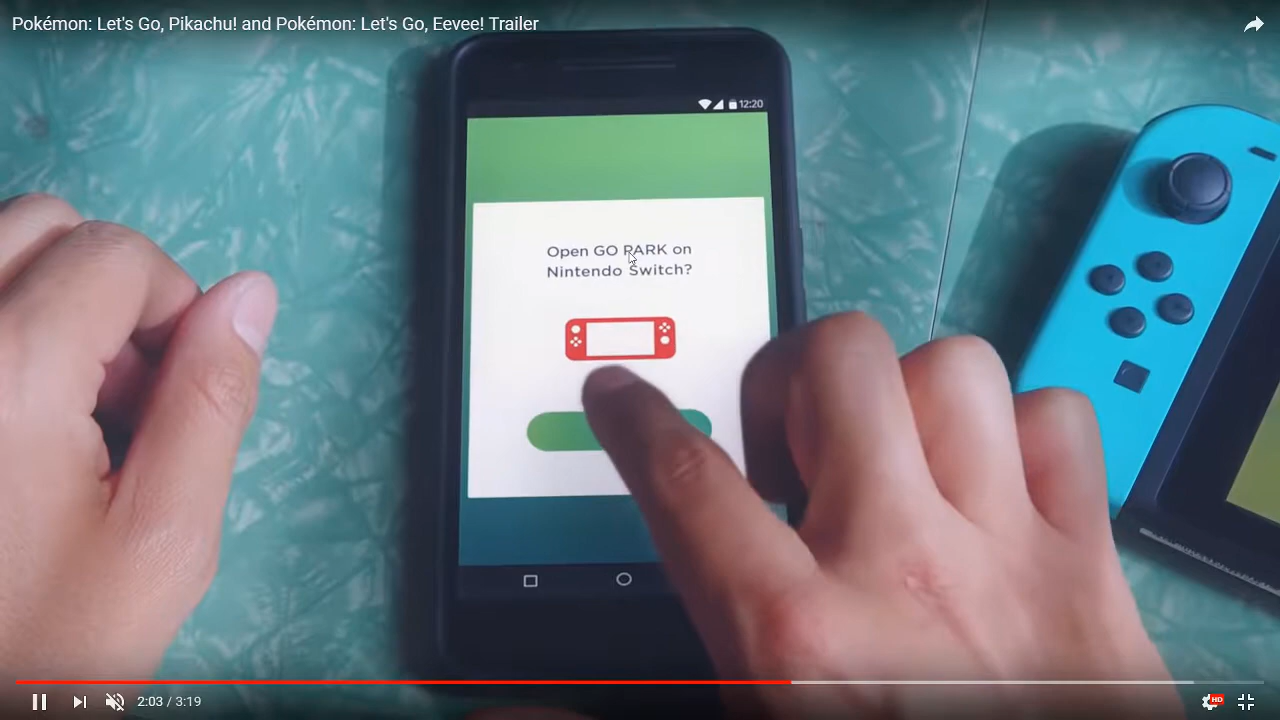 Pokémon: Let's Go, Pikachu! and Pokémon: Let's Go, Eevee! Trailer
12:20
Open GO PARK on
Nintendo Switch?
2:03 / 3:19
HD